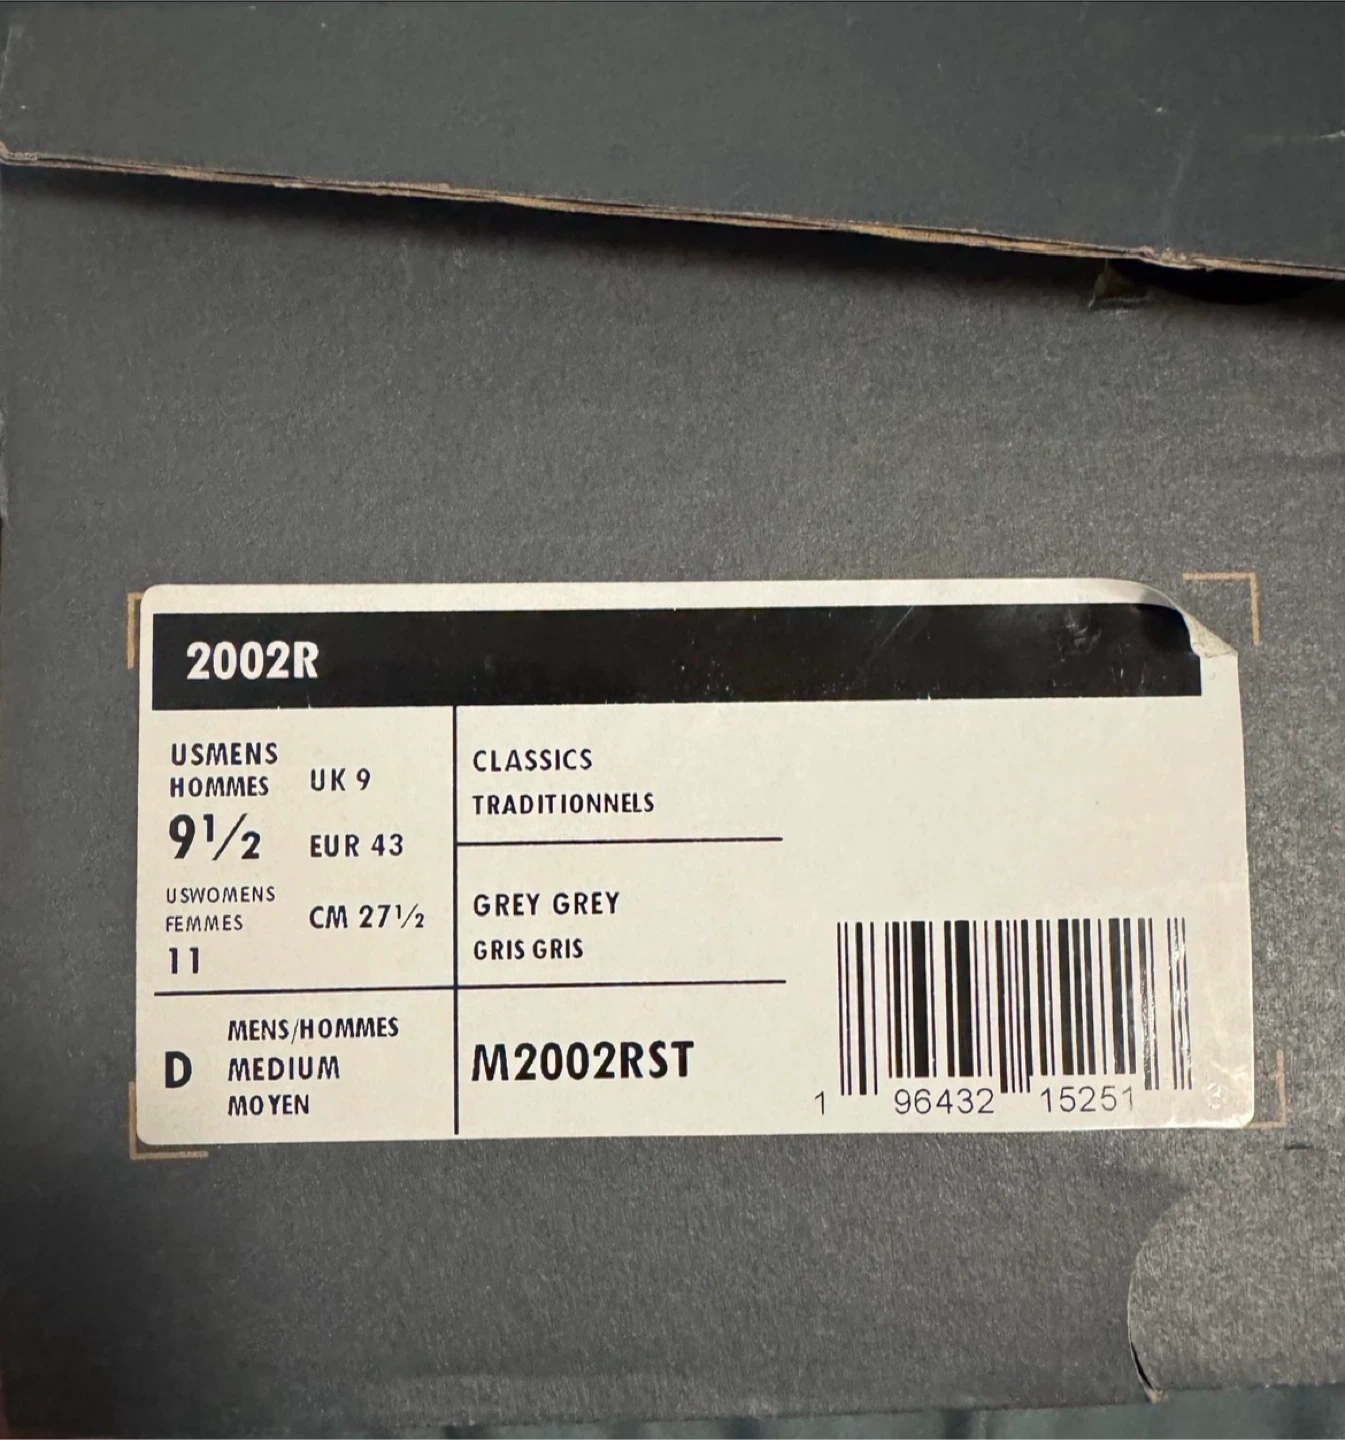 2002R
USMENS
HOMMES
9½
UK 9
EUR 43
USWOMENS
FEMMES
11
CM 27½
CLASSICS
TRADITIONNELS
GREY GREY
GRIS GRIS
D
MENS/HOMMES
MEDIUM
MOYEN
M2002RST
1 96432 15251